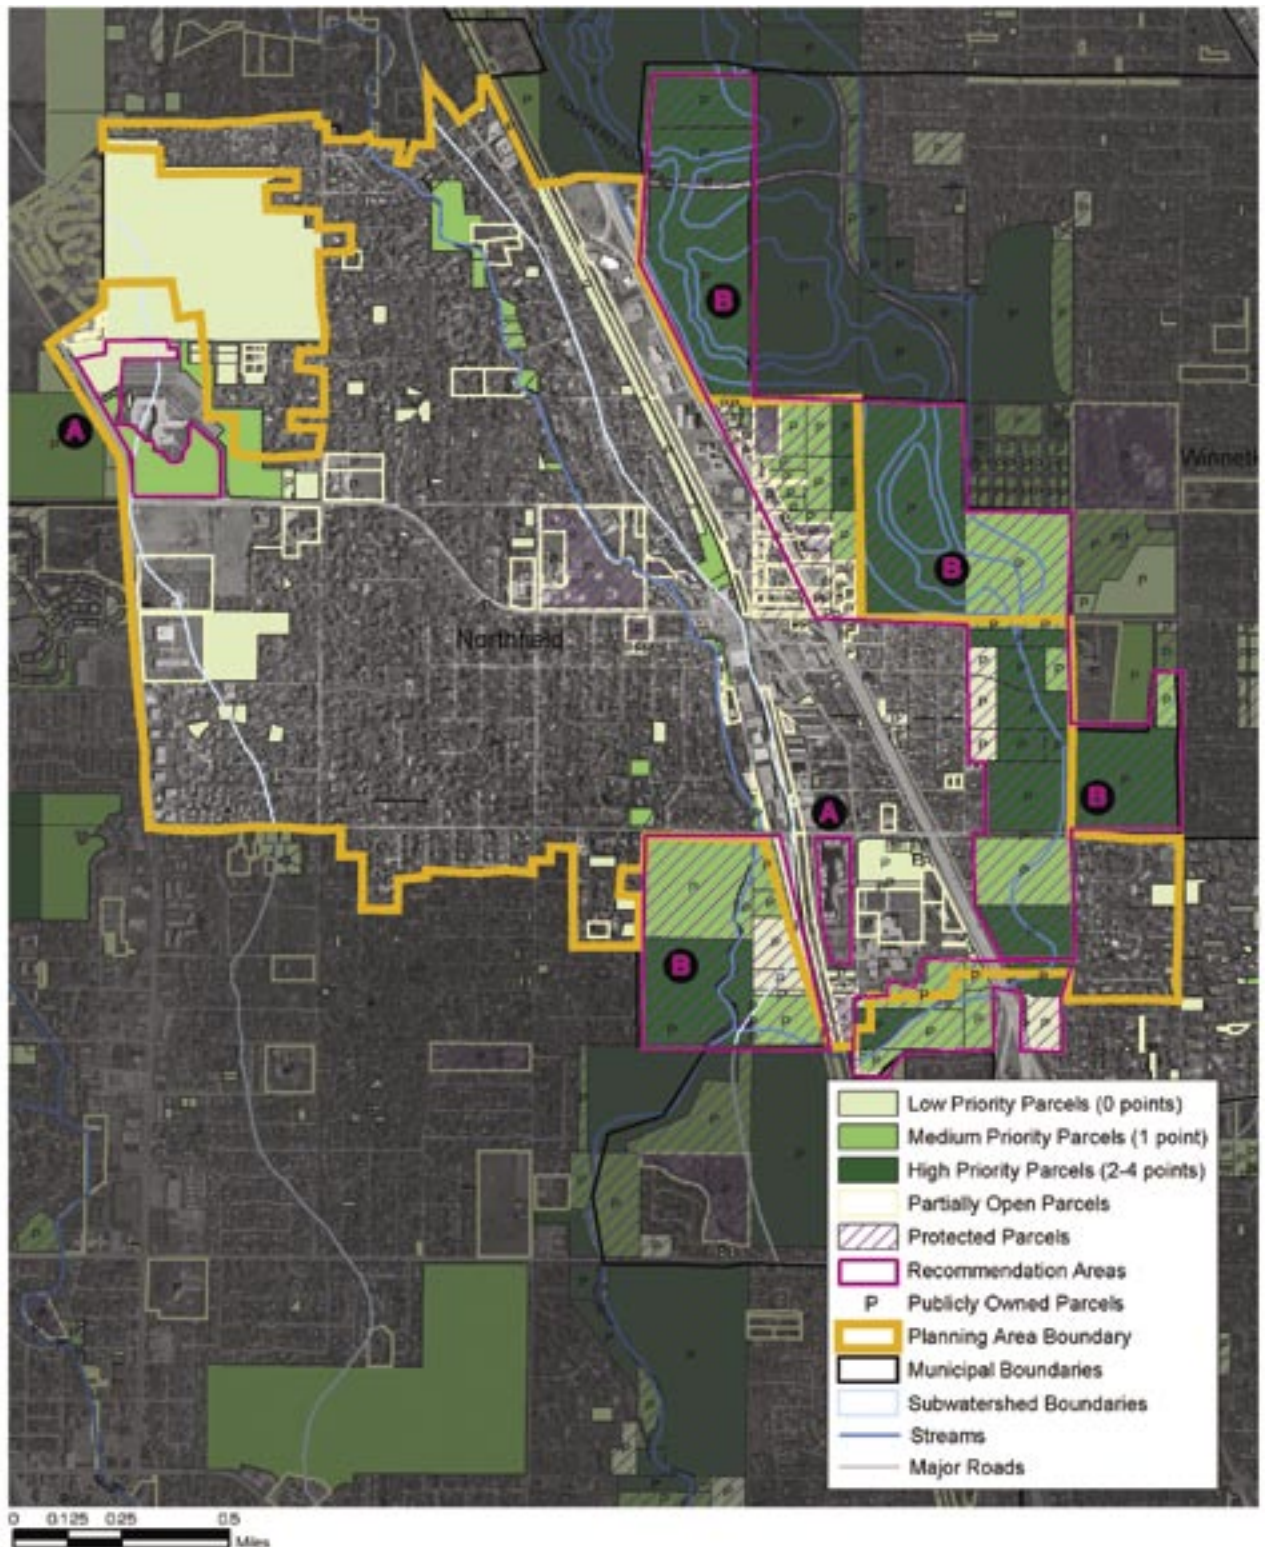 B
A
Winnetk
B
Northfield
B
A
B
Low Priority Parcels (0 points)
Medium Priority Parcels (1 point)
High Priority Parcels (2-4 points)
Partially Open Parcels
Protected Parcels
Recommendation Areas
P Publicly Owned Parcels
Planning Area Boundary
Municipal Boundaries
Subwatershed Boundaries
Streams
Major Roads
0 0.125 0.25 0.5
Miles